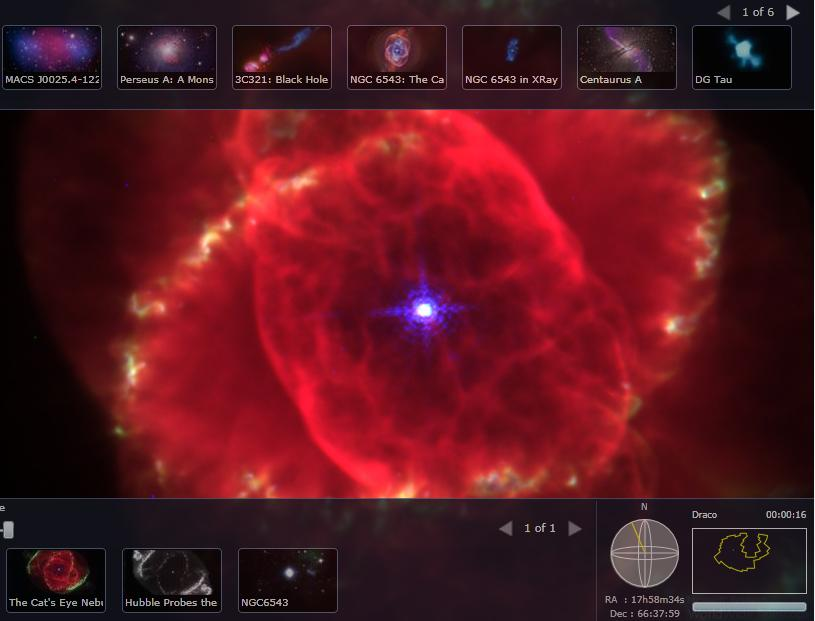 1 of 6
MACS J0025.4-122
Perseus A: A Mons
3C321: Black Hole
NGC 6543: The Ca
NGC 6543 in XRay
Centaurus A
DG Tau
e
1 of 1
N
Draco
00:00:16
The Cat's Eye Nebu
Hubble Probes the
NGC6543
RA : 17h58m34s
Dec : 66:37:59